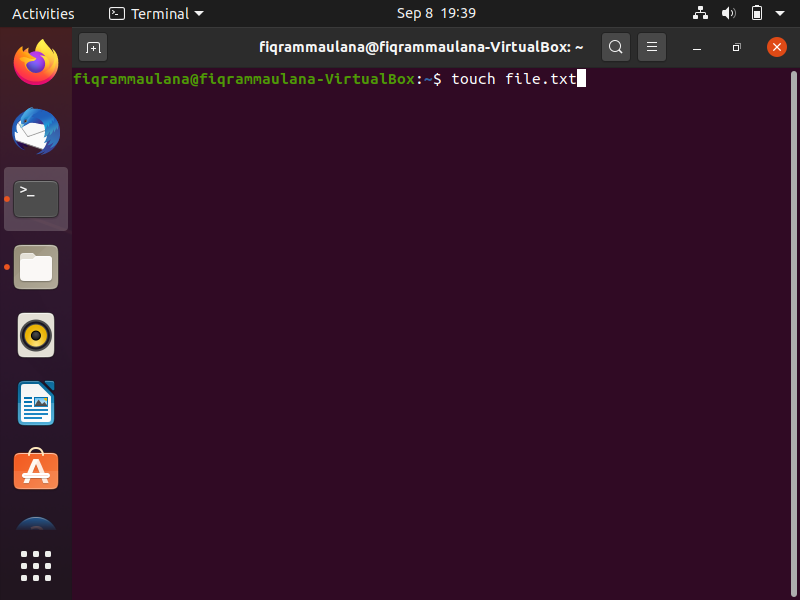 Activities Terminal Sep 8 19:39
fiqrammaulana@fiqrammaulana-VirtualBox: ~
fiqrammaulana@fiqrammaulana-VirtualBox:~$ touch file.txt